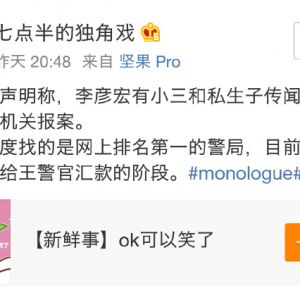 七点半的独角戏
昨天 20:48 来自 坚果 Pro
声明称，李彦宏有小三和私生子传闻
机关报案。
度找的是网上排名第一的警局，目前
给王警官汇款的阶段。#monologue#
【新鲜事】ok可以笑了